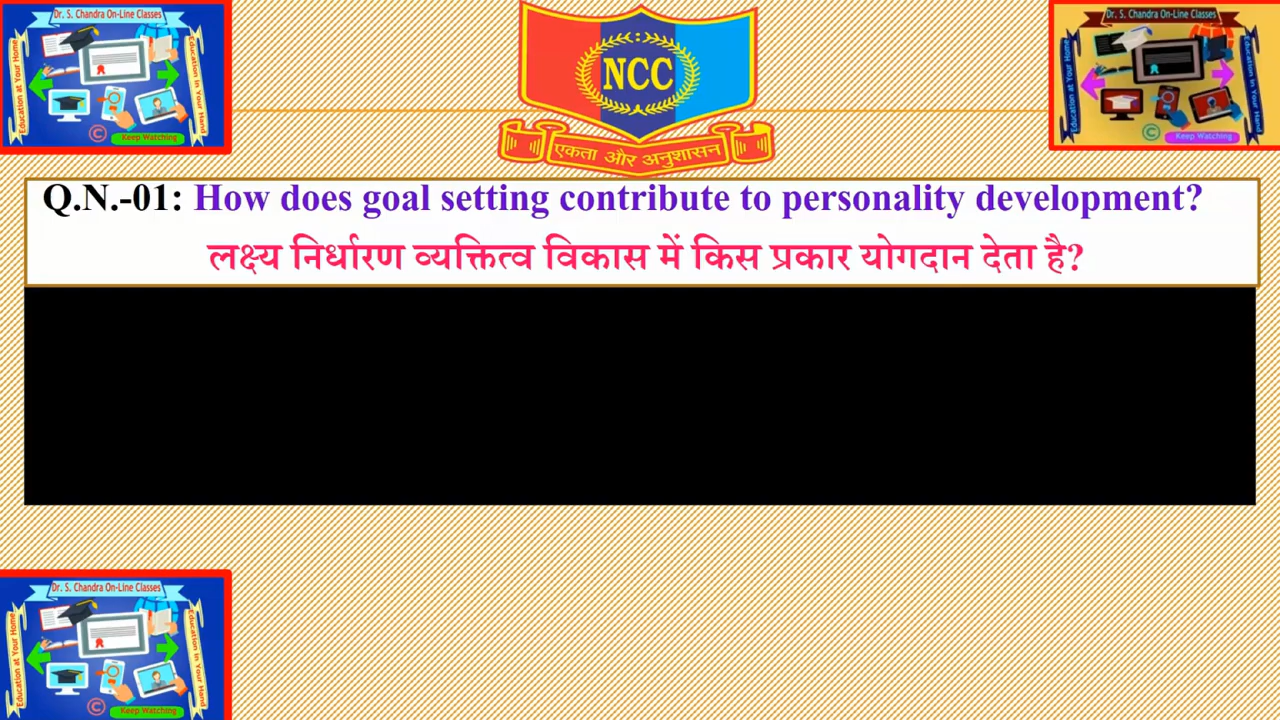 Dr. S. Chandra On-Line Classes
Education at Your Home
Education in Your Hand
© Keep Watching
NCC
एकता और अनुशासन
Dr. S. Chandra On-Line Classes
Education at Your Home
Education in Your Hand
© Keep Watching
Q.N.-01: How does goal setting contribute to personality development?
लक्ष्य निर्धारण व्यक्तित्व विकास में किस प्रकार योगदान देता है?
Dr. S. Chandra On-Line Classes
Education at Your Home
Education in Your Hand
© Keep Watching